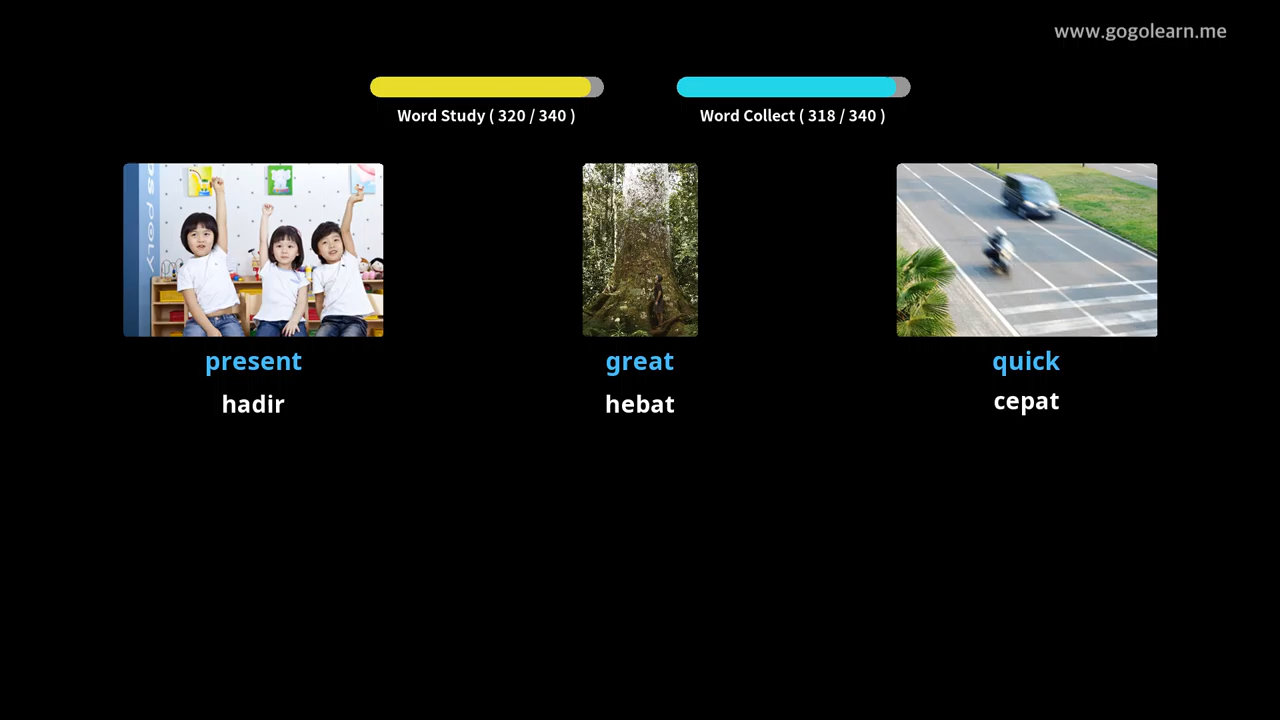 www.gogolearn.me
Word Study ( 320 / 340 )
Word Collect ( 318 / 340 )
present
great
quick
hadir
hebat
cepat